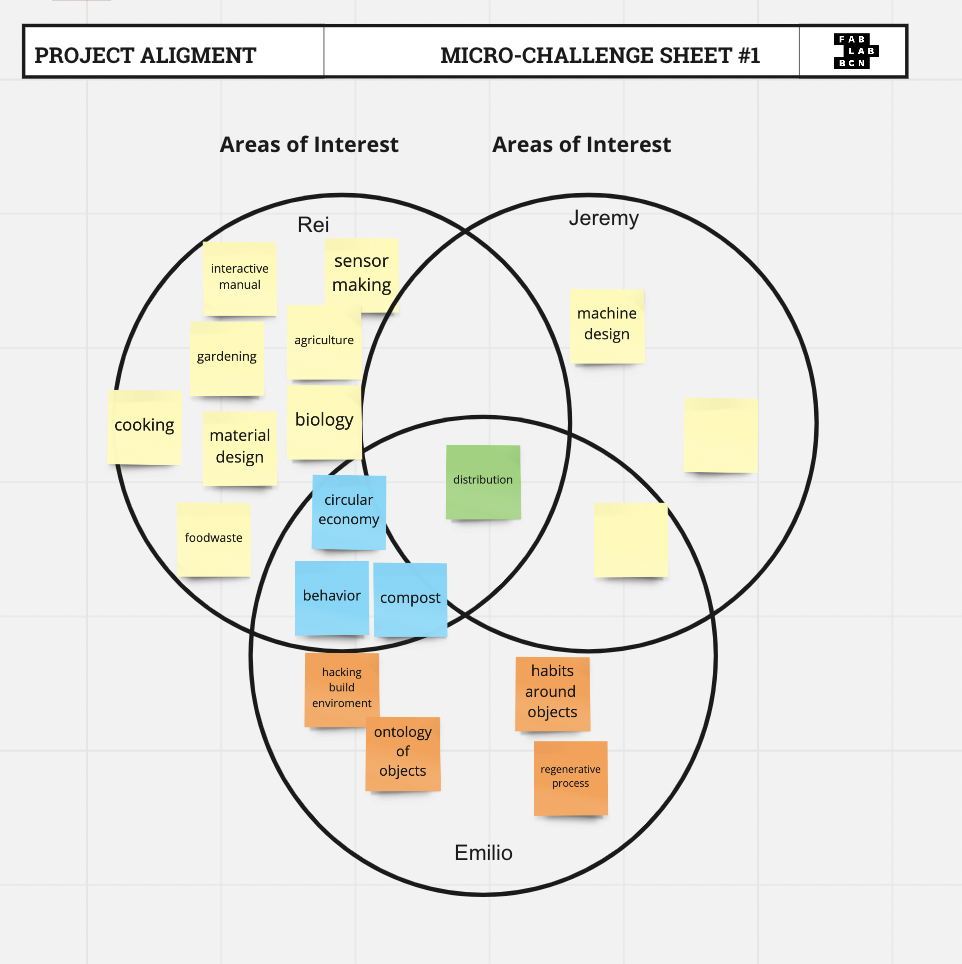 PROJECT ALIGMENT
MICRO-CHALLENGE SHEET #1
FAB
LAB
BCN
Areas of Interest
Areas of Interest
Rei
Jeremy
interactive
manual
sensor
making
agriculture
gardening
machine
design
cooking
material
design
biology
foodwaste
distribution
circular
economy
behavior
compost
hacking
build
enviroment
ontology
of
objects
habits
around
objects
regenerative
process
Emilio